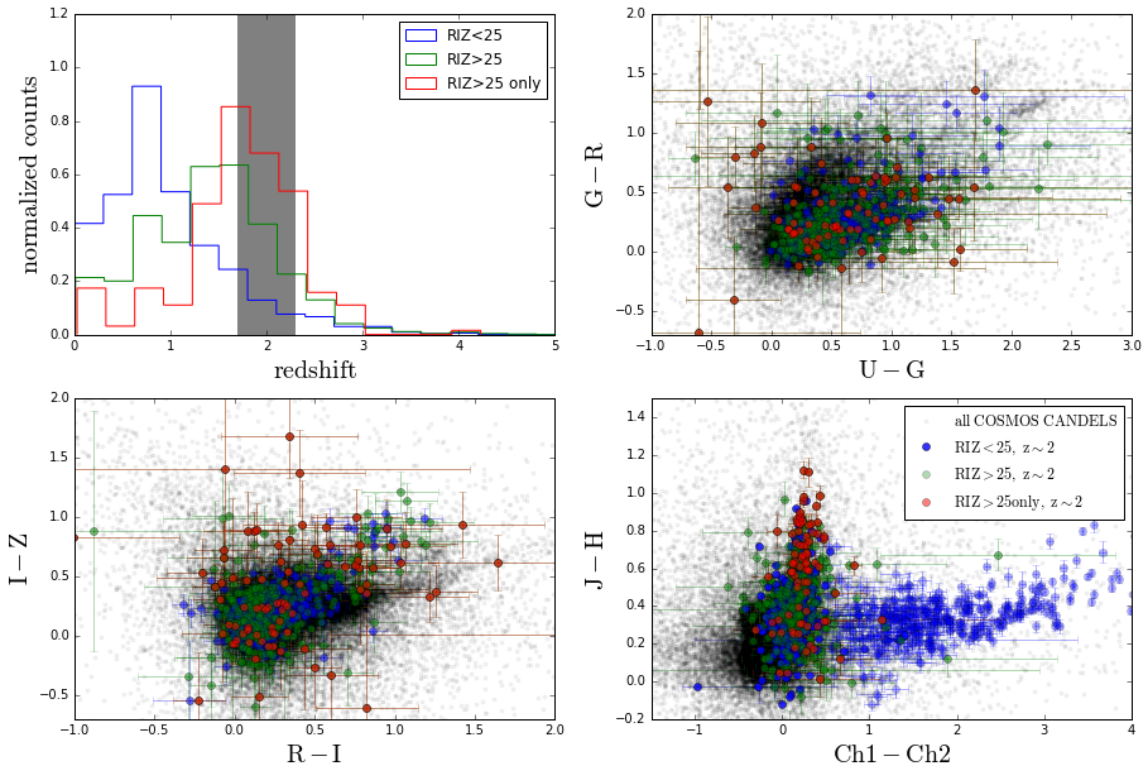 1.2
1.0
0.8
0.6
0.4
0.2
0.0
normalized counts
RIZ<25
RIZ>25
RIZ>25 only
0 1 2 3 4 5
redshift
2.0
1.5
1.0
0.5
0.0
−0.5
G − R
−1.0 −0.5 0.0 0.5 1.0 1.5 2.0 2.5 3.0
U − G
2.0
1.5
1.0
0.5
0.0
−0.5
I − Z
−1.0 −0.5 0.0 0.5 1.0 1.5 2.0
R − I
1.4
1.2
1.0
0.8
0.6
0.4
0.2
0.0
−0.2
J − H
all COSMOS CANDELS
RIZ<25, z∼2
RIZ>25, z∼2
RIZ>25only, z∼2
−1 0 1 2 3 4
Ch1 − Ch2